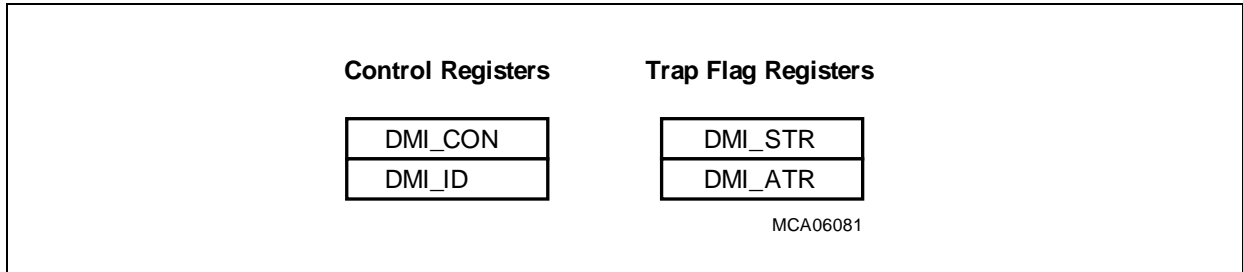 Control Registers Trap Flag Registers
DMI_CON DMI_STR
DMI_ID DMI_ATR
MCA06081